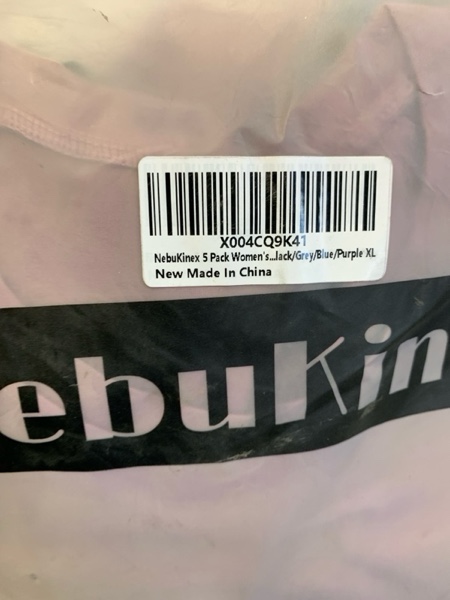 X004CQ9K41
NebuKinex 5 Pack Women's...lack/Grey/Blue/Purple XL
New Made In China
ebuKin